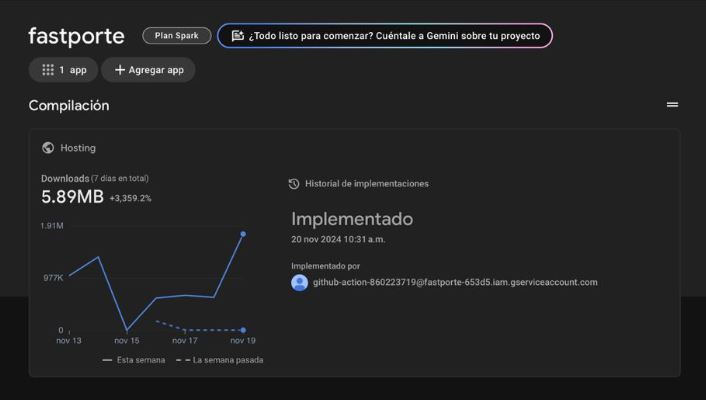 fastporte
Plan Spark
¿Todo listo para comenzar? Cuéntale a Gemini sobre tu proyecto
1 app
Agregar app
Compilación
Hosting
Downloads (7 días en total)
5.89MB +3,359.2%
1.91M
977K
0
nov 13 nov 15 nov 17 nov 19
Esta semana La semana pasada
Historial de implementaciones
Implementado
20 nov 2024 10:31 a.m.
Implementado por
github-action-860223719@fastporte-653d5.iam.gserviceaccount.com